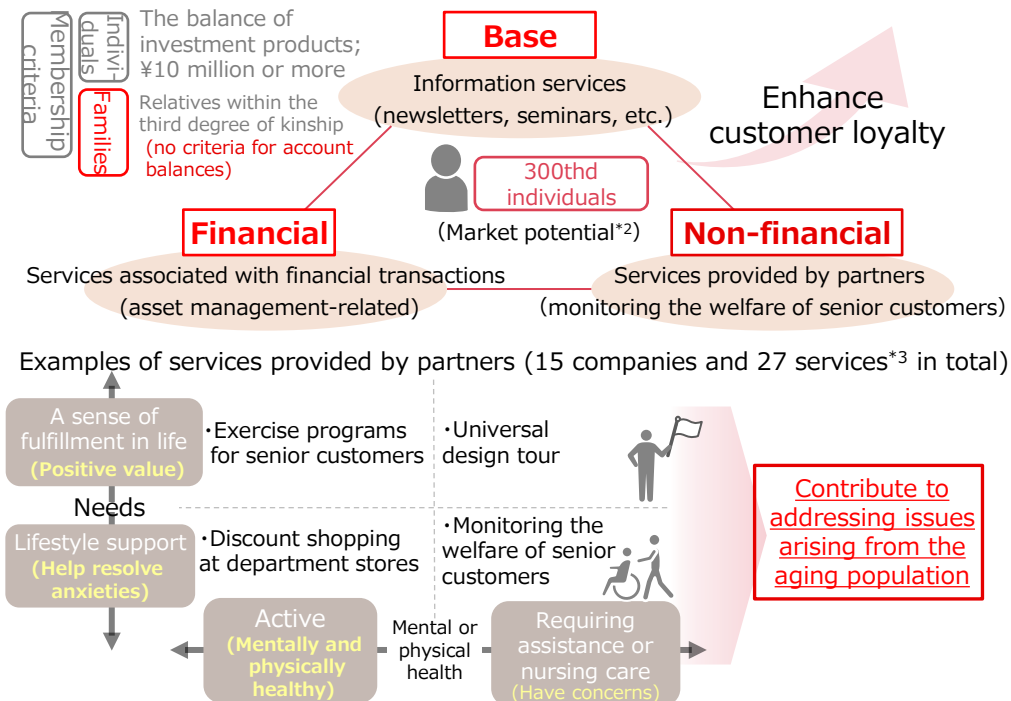 Membership
criteria
Indivi-
duals
The balance of
investment products;
¥10 million or more
Families
Relatives within the
third degree of kinship
(no criteria for account
balances)
Base
Information services
(newsletters, seminars, etc.)
Enhance
customer loyalty
300thd
individuals
(Market potential*2)
Financial
Services associated with financial transactions
(asset management-related)
Non-financial
Services provided by partners
(monitoring the welfare of senior customers)
Examples of services provided by partners (15 companies and 27 services*3 in total)
A sense of
fulfillment in life
(Positive value)
・Exercise programs
for senior customers
・Universal
design tour
Needs
Lifestyle support
(Help resolve
anxieties)
・Discount shopping
at department stores
・Monitoring the
welfare of senior
customers
Contribute to
addressing issues
arising from the
aging population
Active
(Mentally and
physically
healthy)
Mental or
physical
health
Requiring
assistance or
nursing care
(Have concerns)